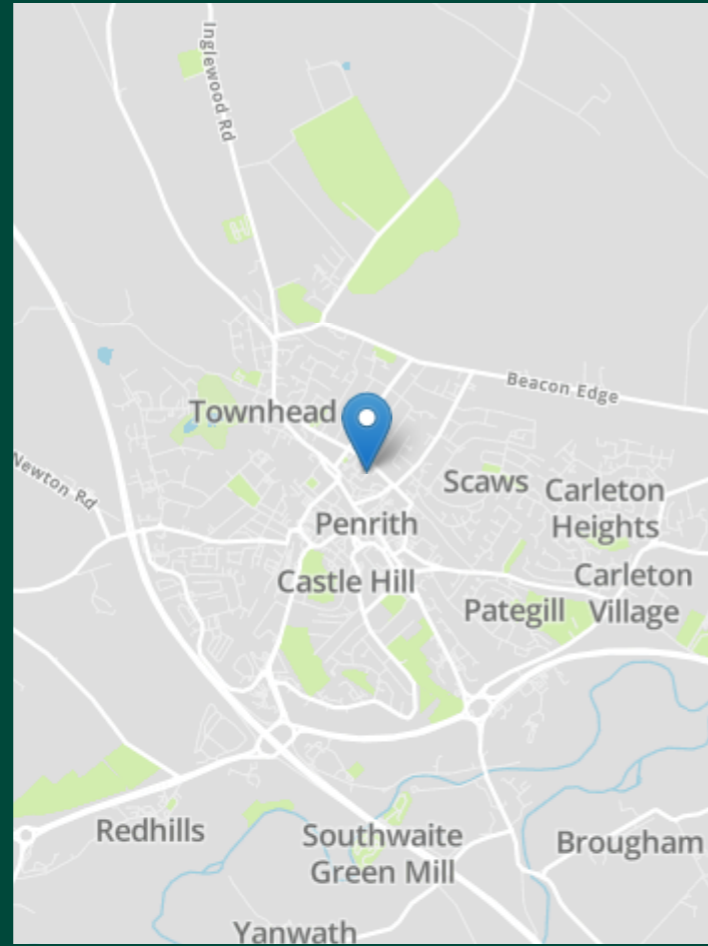 Inglewood Rd
Beacon Edge
Townhead
Newton Rd
Scaws
Carleton
Heights
Penrith
Castle Hill
Carleton
Village
Pategill
Redhills
Southwaite
Green Mill
Brougham
Yanwath